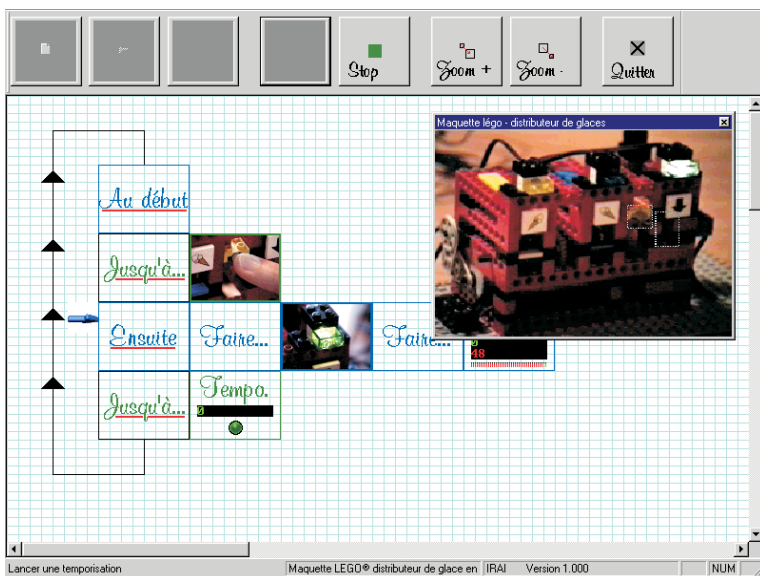 Stop
Zoom +
Zoom -
Quitter
Maquette légo - distributeur de glaces
Au début
Jusqu'à...
Ensuite
Faire...
Faire...
0
48
Jusqu'à...
Tempo.
0
Lancer une temporisation
Maquette LEGO® distributeur de glace en
IRAI
Version 1.000
NUM